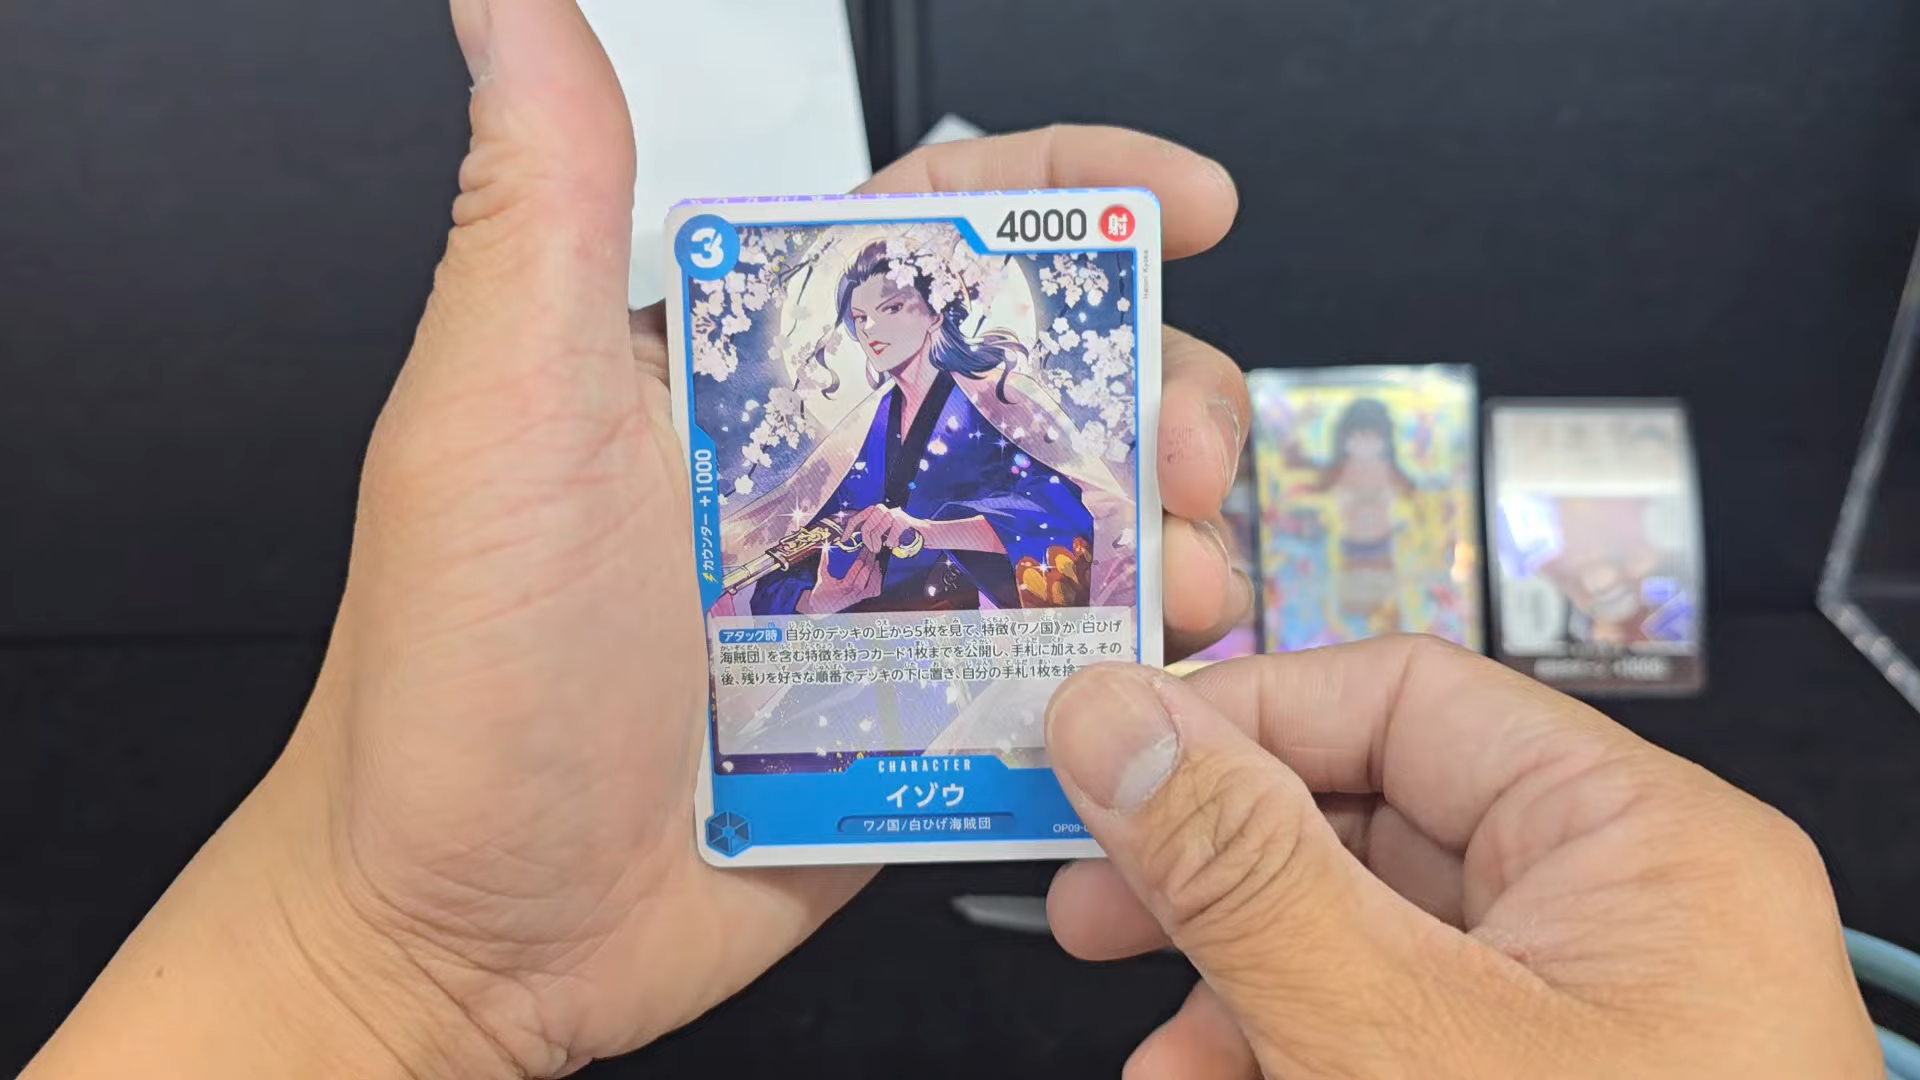 3
4000
射
Isamri Kyoka
カウンター +1000
アタック時 自分のデッキの上から5枚を見て、特徴《ワノ国》か『白ひげ
海賊団』を含む特徴を持つカード1枚までを公開し、手札に加える。その
後、残りを好きな順番でデッキの下に置き、自分の手札1枚を捨
CHARACTER
イゾウ
ワノ国/白ひげ海賊団
OP09-